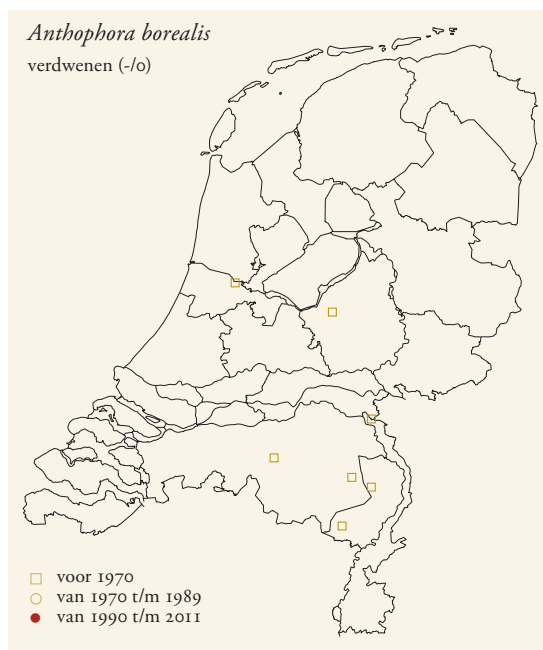 Anthophora borealis
verdwenen (-/0)
voor 1970
van 1970 t/m 1989
van 1990 t/m 2011